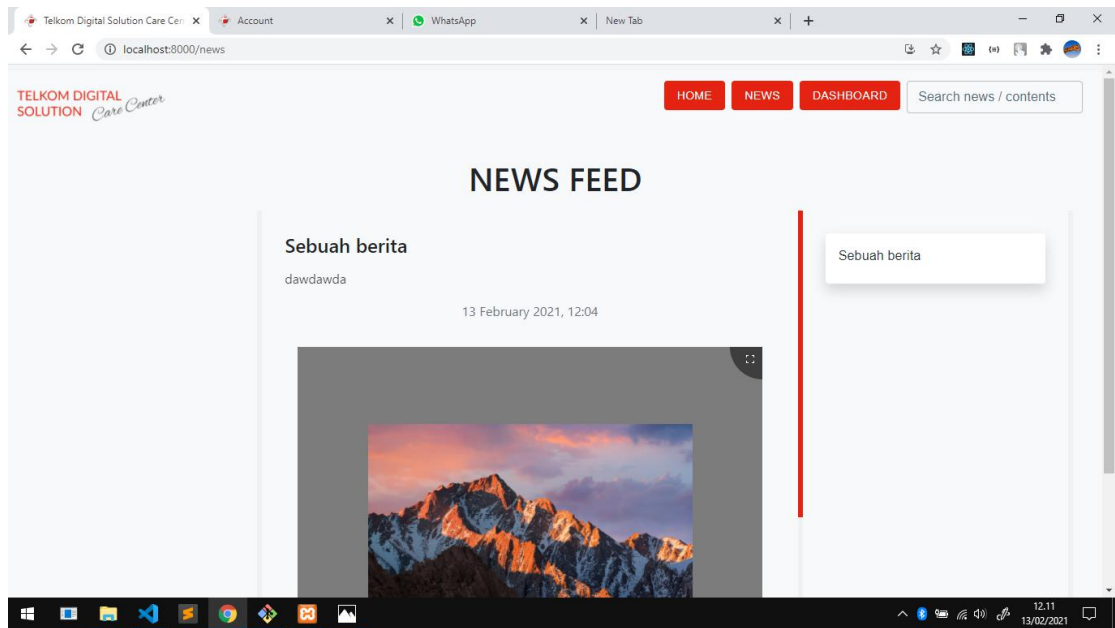 Telkom Digital Solution Care Cen
Account
WhatsApp
New Tab
localhost:8000/news
TELKOM DIGITAL
SOLUTION Care Center
HOME
NEWS
DASHBOARD
Search news / contents
NEWS FEED
Sebuah berita
dawdawda
13 February 2021, 12:04
Sebuah berita
12.11
13/02/2021